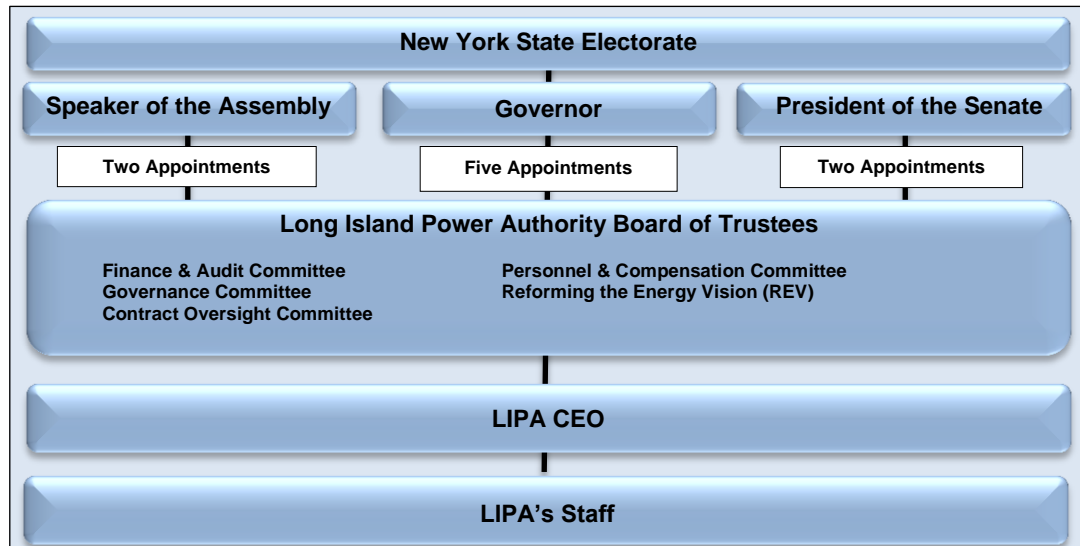 New York State Electorate
Speaker of the Assembly
Governor
President of the Senate
Two Appointments
Five Appointments
Two Appointments
Long Island Power Authority Board of Trustees
Finance & Audit Committee
Governance Committee
Contract Oversight Committee
Personnel & Compensation Committee
Reforming the Energy Vision (REV)
LIPA CEO
LIPA's Staff